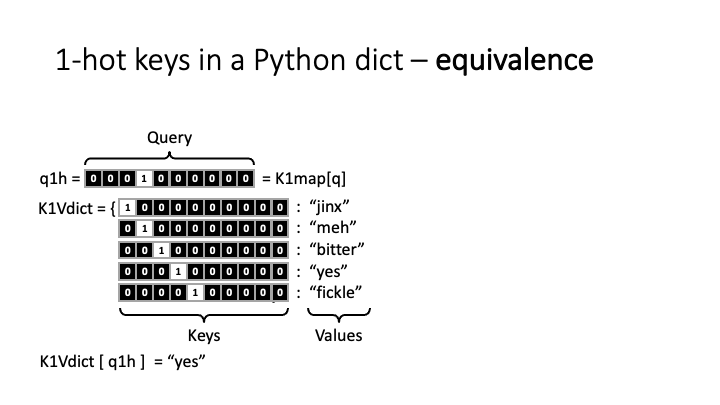 1-hot keys in a Python dict – equivalence
Query
q1h = 0 0 0 1 0 0 0 0 0 0 = K1map[q]
K1Vdict = { 1 0 0 0 0 0 0 0 0 0 : “jinx”
0 1 0 0 0 0 0 0 0 0 : “meh”
0 0 1 0 0 0 0 0 0 0 : “bitter”
0 0 0 1 0 0 0 0 0 0 : “yes”
0 0 0 0 1 0 0 0 0 0 : “fickle”
Keys Values
K1Vdict [ q1h ] = “yes”